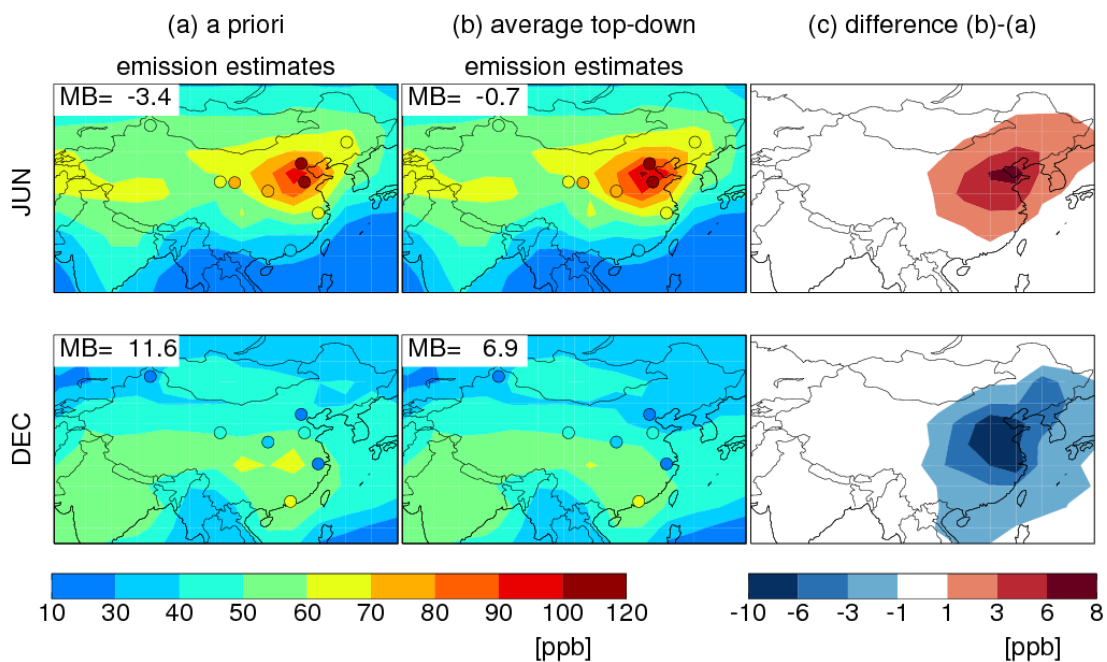 (a) a priori (b) average top-down (c) difference (b)-(a)
emission estimates emission estimates
MB= -3.4 MB= -0.7
JUN
MB= 11.6 MB= 6.9
DEC
10 30 40 50 60 70 80 90 100 120 -10 -6 -3 -1 1 3 6 8
[ppb] [ppb]